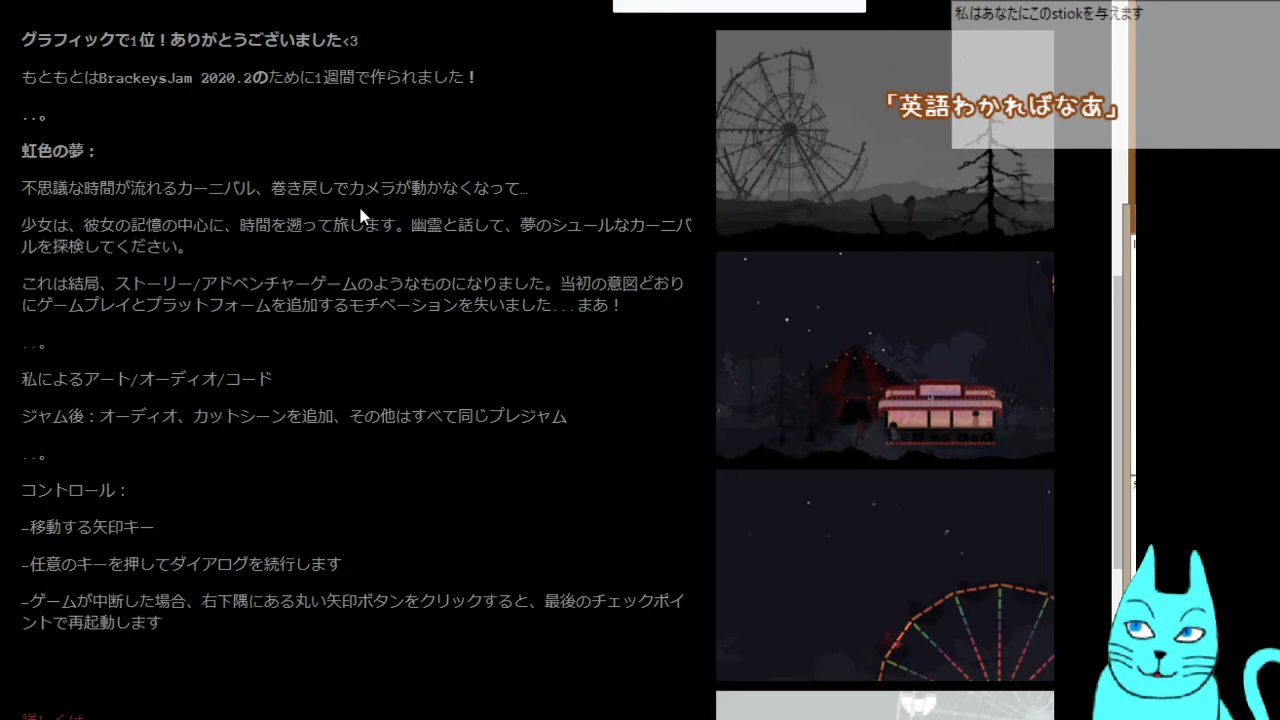 グラフィックで1位！ありがとうございました<3
もともとはBrackeysJam 2020.2のために1週間で作られました！
..。
虹色の夢：
不思議な時間が流れるカーニバル、巻き戻しでカメラが動かなくなって…
少女は、彼女の記憶の中心に、時間を遡って旅します。幽霊と話して、夢のシュールなカーニバ
ルを探検してください。
これは結局、ストーリー/アドベンチャーゲームのようなものになりました。当初の意図どおり
にゲームプレイとプラットフォームを追加するモチベーションを失いました...まあ！
..。
私によるアート/オーディオ/コード
ジャム後：オーディオ、カットシーンを追加、その他はすべて同じプレジャム
..。
コントロール：
–移動する矢印キー
–任意のキーを押してダイアログを続行します
–ゲームが中断した場合、右下隅にある丸い矢印ボタンをクリックすると、最後のチェックポイ
ントで再起動します
詳しくは
私はあなたにこのstiokを与えます
「英語わかればなあ」